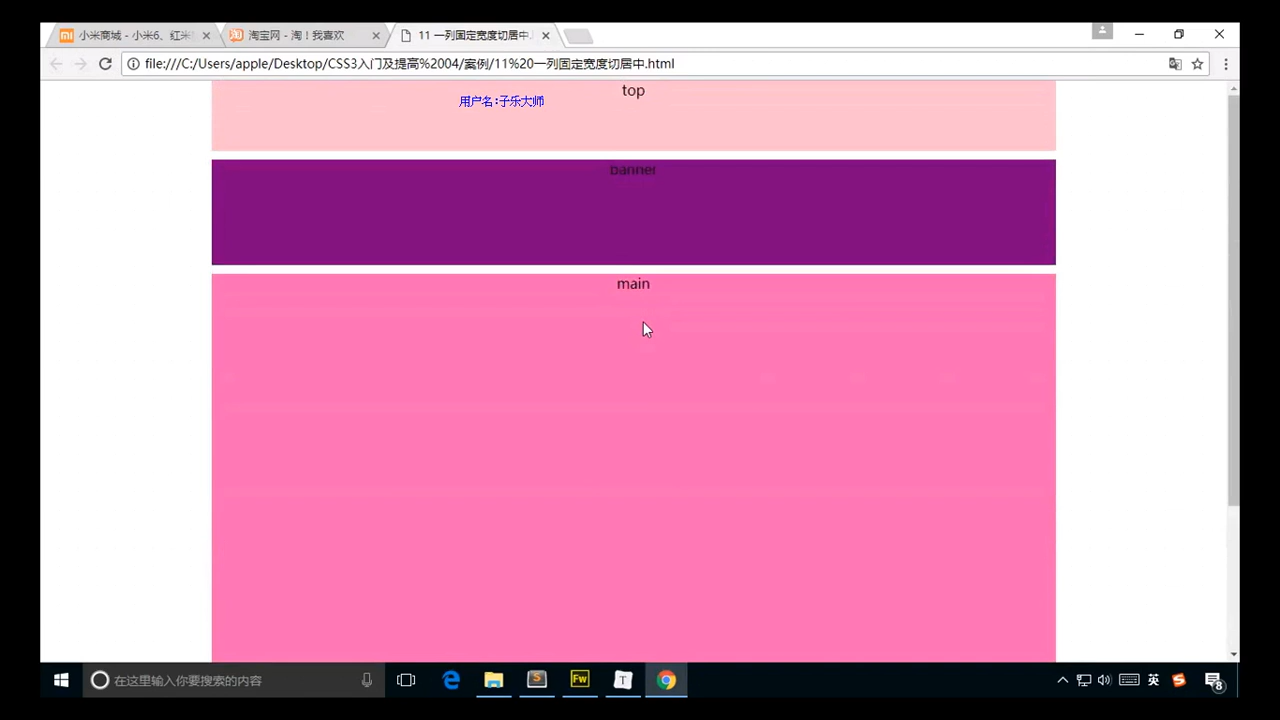 小米商城 - 小米6、红米
淘宝网 - 淘！我喜欢
11 一列固定宽度切居中.
file:///C:/Users/apple/Desktop/CSS3入门及提高%2004/案例/11%20一列固定宽度切居中.html
top
用户名:子乐大师
banner
main
在这里输入你要搜索的内容
英
8